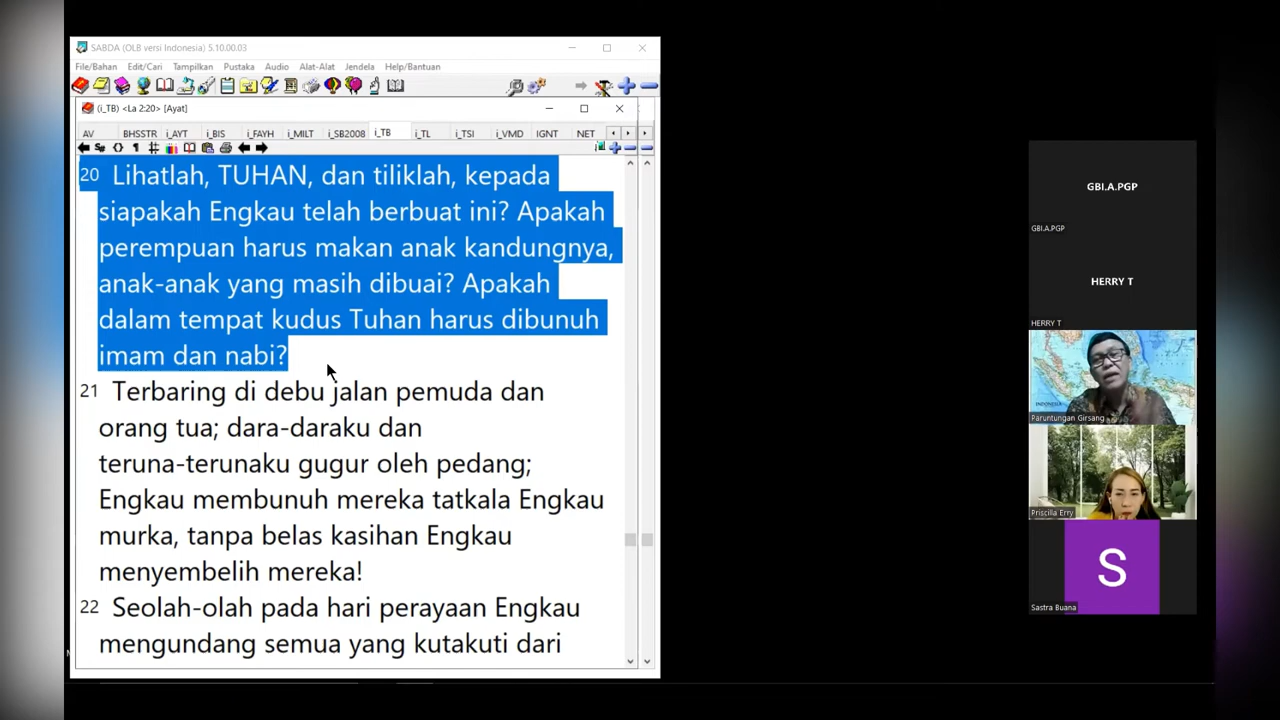 SABDA (OLB versi Indonesia) 5.10.00.03
File/Bahan Edit/Cari Tampilkan Pustaka Audio Alat-Alat Jendela Help/Bantuan
(i_TB) <La 2:20> [Ayat]
AV BHSSTR i_AYT i_BIS i_FAYH i_MILT i_SB2008 i_TB i_TL i_TSI i_VMD IGNT NET
20 Lihatlah, TUHAN, dan tiliklah, kepada
siapakah Engkau telah berbuat ini? Apakah
perempuan harus makan anak kandungnya,
anak-anak yang masih dibuai? Apakah
dalam tempat kudus Tuhan harus dibunuh
imam dan nabi?
21 Terbaring di debu jalan pemuda dan
orang tua; dara-daraku dan
teruna-terunaku gugur oleh pedang;
Engkau membunuh mereka tatkala Engkau
murka, tanpa belas kasihan Engkau
menyembelih mereka!
22 Seolah-olah pada hari perayaan Engkau
mengundang semua yang kutakuti dari
GBI.A.PGP
GBI.A.PGP
HERRY T
HERRY T
INDONESIA
Paruntungan Girsang
Priscilla Erry
S
Sastra Buana